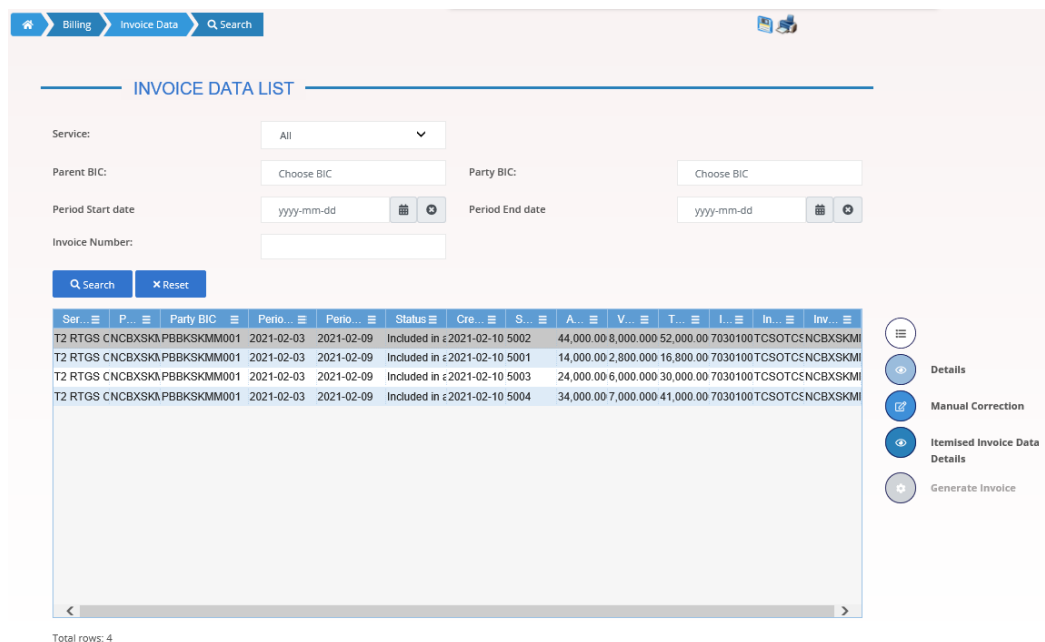 Billing Invoice Data Search
INVOICE DATA LIST
Service: All
Parent BIC: Choose BIC Party BIC: Choose BIC
Period Start date yyyy-mm-dd Period End date yyyy-mm-dd
Invoice Number:
Search Reset
Ser... P... Party BIC Perio... Perio... Status Cre... S... A... V... T... I... In... Inv...
T2 RTGS C NCBXSKN PBBKSKMM001 2021-02-03 2021-02-09 Included in a 2021-02-10 5002 44,000.00 8,000.000 52,000.00 7030100 TCSOTCS NCBXSKMI
T2 RTGS C NCBXSKN PBBKSKMM001 2021-02-03 2021-02-09 Included in a 2021-02-10 5001 14,000.00 2,800.000 16,800.00 7030100 TCSOTCS NCBXSKMI
T2 RTGS C NCBXSKN PBBKSKMM001 2021-02-03 2021-02-09 Included in a 2021-02-10 5003 24,000.00 6,000.000 30,000.00 7030100 TCSOTCS NCBXSKMI
T2 RTGS C NCBXSKN PBBKSKMM001 2021-02-03 2021-02-09 Included in a 2021-02-10 5004 34,000.00 7,000.000 41,000.00 7030100 TCSOTCS NCBXSKMI
Details
Manual Correction
Itemised Invoice Data
Details
Generate Invoice
Total rows: 4